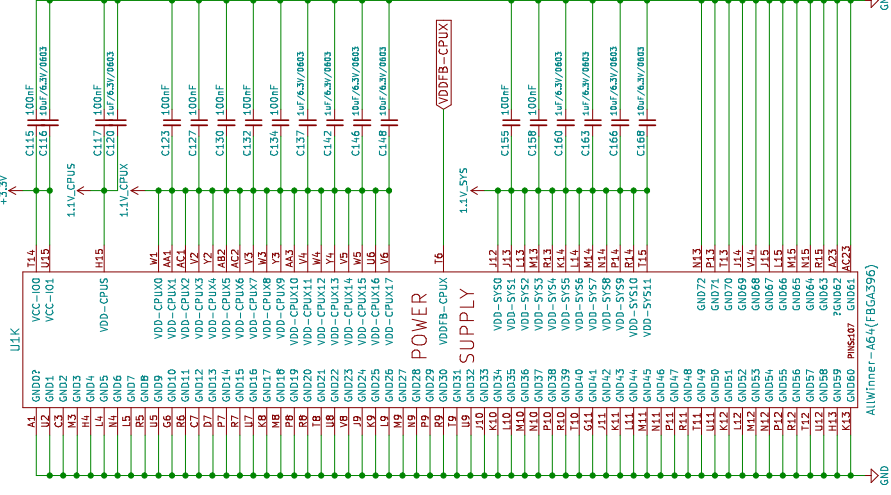 GND
VDDFB-CPUX
C115 100nF
C116 10uF/6.3V/0603
C117 100nF
C120 1uF/6.3V/0603
C123 100nF
C127 100nF
C130 100nF
C132 100nF
C134 100nF
C137 1uF/6.3V/0603
C142 1uF/6.3V/0603
C146 10uF/6.3V/0603
C148 10uF/6.3V/0603
C155 100nF
C158 100nF
C160 10uF/6.3V/0603
C163 1uF/6.3V/0603
C166 10uF/6.3V/0603
C168 1uF/6.3V/0603
+3.3V
1.1V_CPUS
1.1V_CPUX
1.1V_SYS
T14 VCC-IO0
U15 VCC-IO1
H15 VDD-CPUS
W1 VDD-CPUX0
AA1 VDD-CPUX1
AC1 VDD-CPUX2
V2 VDD-CPUX3
Y2 VDD-CPUX4
AB2 VDD-CPUX5
AC2 VDD-CPUX6
V3 VDD-CPUX7
W3 VDD-CPUX8
Y3 VDD-CPUX9
AA3 VDD-CPUX10
V4 VDD-CPUX11
W4 VDD-CPUX12
Y4 VDD-CPUX13
V5 VDD-CPUX14
W5 VDD-CPUX15
U6 VDD-CPUX16
V6 VDD-CPUX17
T6 VDDFB-CPUX
J12 VDD-SYS0
J13 VDD-SYS1
L13 VDD-SYS2
M13 VDD-SYS3
R13 VDD-SYS4
K14 VDD-SYS5
L14 VDD-SYS6
M14 VDD-SYS7
N14 VDD-SYS8
P14 VDD-SYS9
R14 VDD-SYS10
T15 VDD-SYS11
N13 GND72
P13 GND71
T13 GND70
J14 GND69
V14 GND68
J15 GND67
L15 GND66
M15 GND65
N15 GND64
R15 GND63
A23 ?GND62
AC23 GND61
U1K
POWER
SUPPLY
PINS:107
AllWinner-A64(FBGA396)
GND0? A1
GND1 U2
GND2 C3
GND3 M3
GND4 H4
GND5 L4
GND6 N4
GND7 L5
GND8 R5
GND9 U5
GND10 G6
GND11 R6
GND12 C7
GND13 D7
GND14 P7
GND15 R7
GND16 U7
GND17 K8
GND18 M8
GND19 P8
GND20 R8
GND21 T8
GND22 U8
GND23 V8
GND24 J9
GND25 K9
GND26 L9
GND27 M9
GND28 N9
GND29 P9
GND30 R9
GND31 T9
GND32 U9
GND33 J10
GND34 K10
GND35 L10
GND36 M10
GND37 N10
GND38 P10
GND39 R10
GND40 T10
GND41 G11
GND42 J11
GND43 K11
GND44 L11
GND45 M11
GND46 N11
GND47 P11
GND48 R11
GND49 T11
GND50 U11
GND51 K12
GND52 L12
GND53 M12
GND54 N12
GND55 P12
GND56 R12
GND57 T12
GND58 U12
GND59 H13
GND60 K13
GND